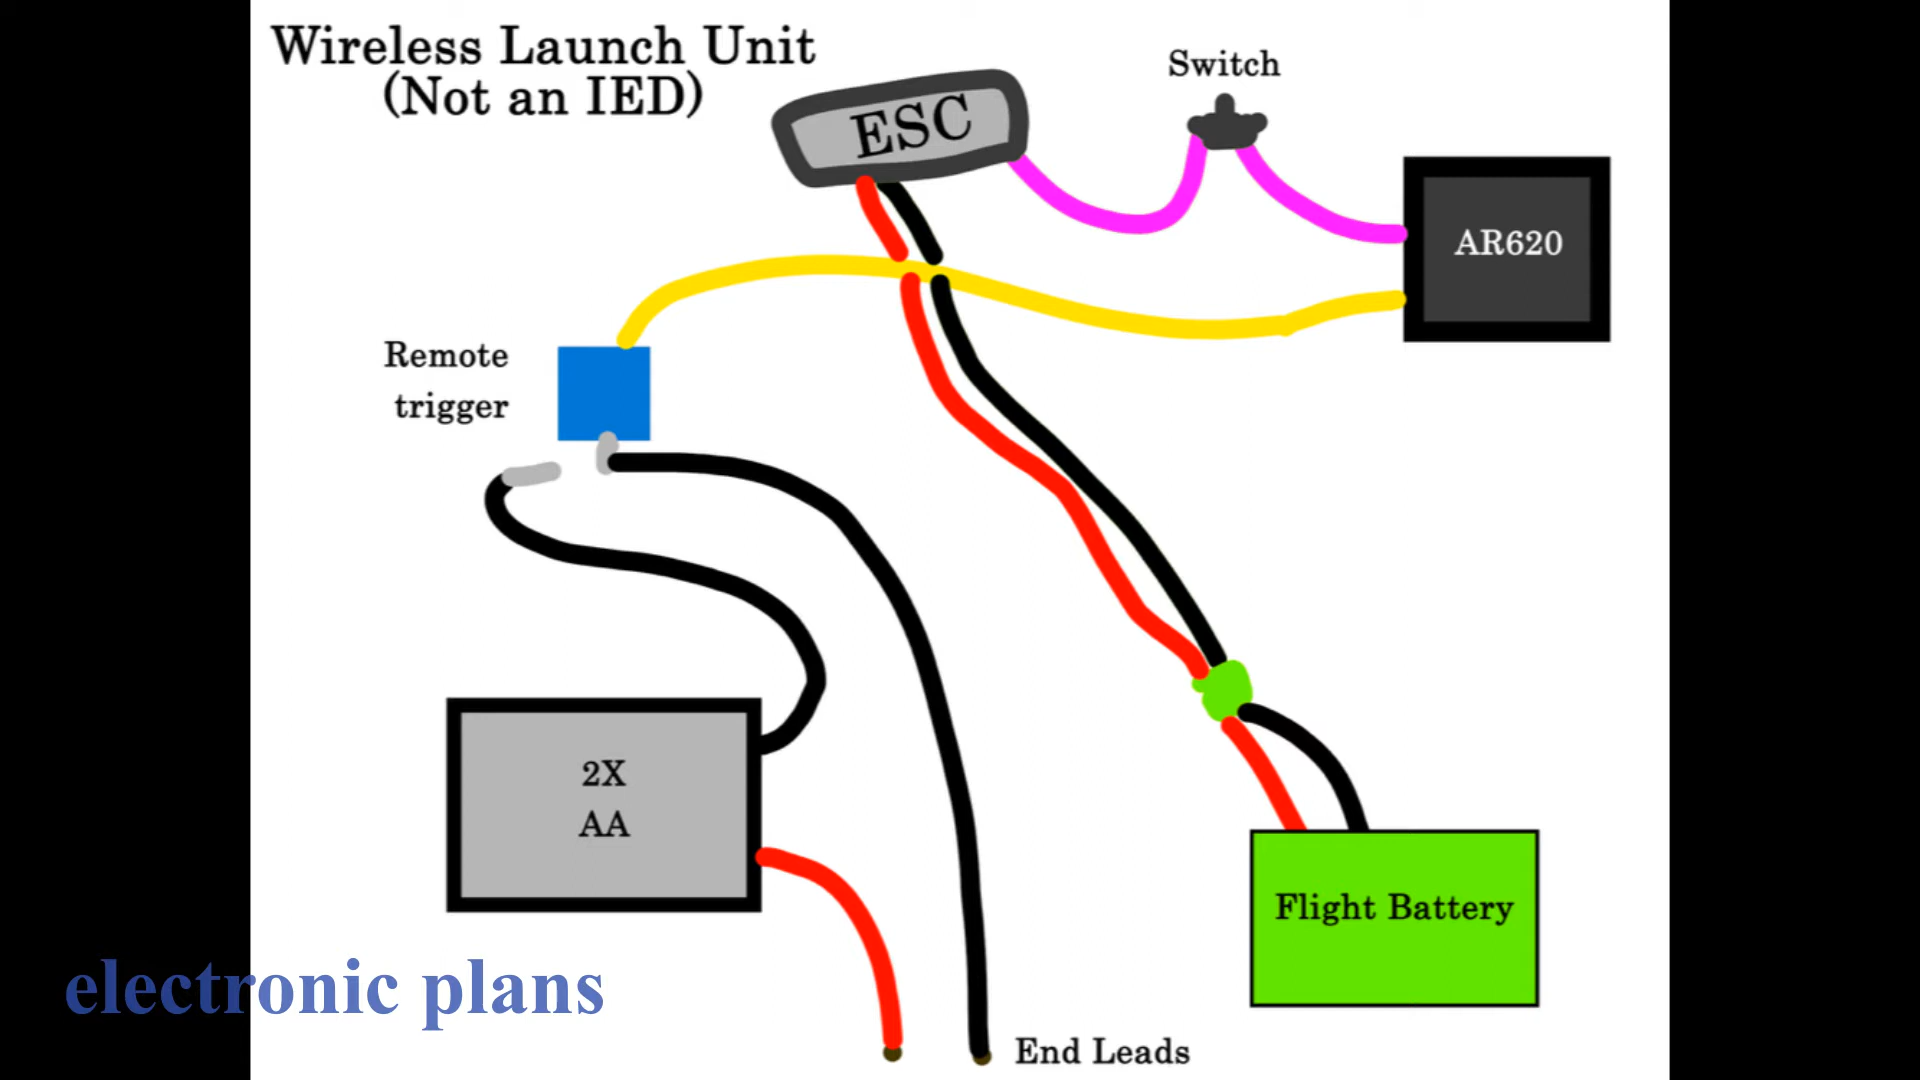 Wireless Launch Unit
(Not an IED)
Switch
ESC
AR620
Remote
trigger
2X
AA
Flight Battery
electronic plans
End Leads